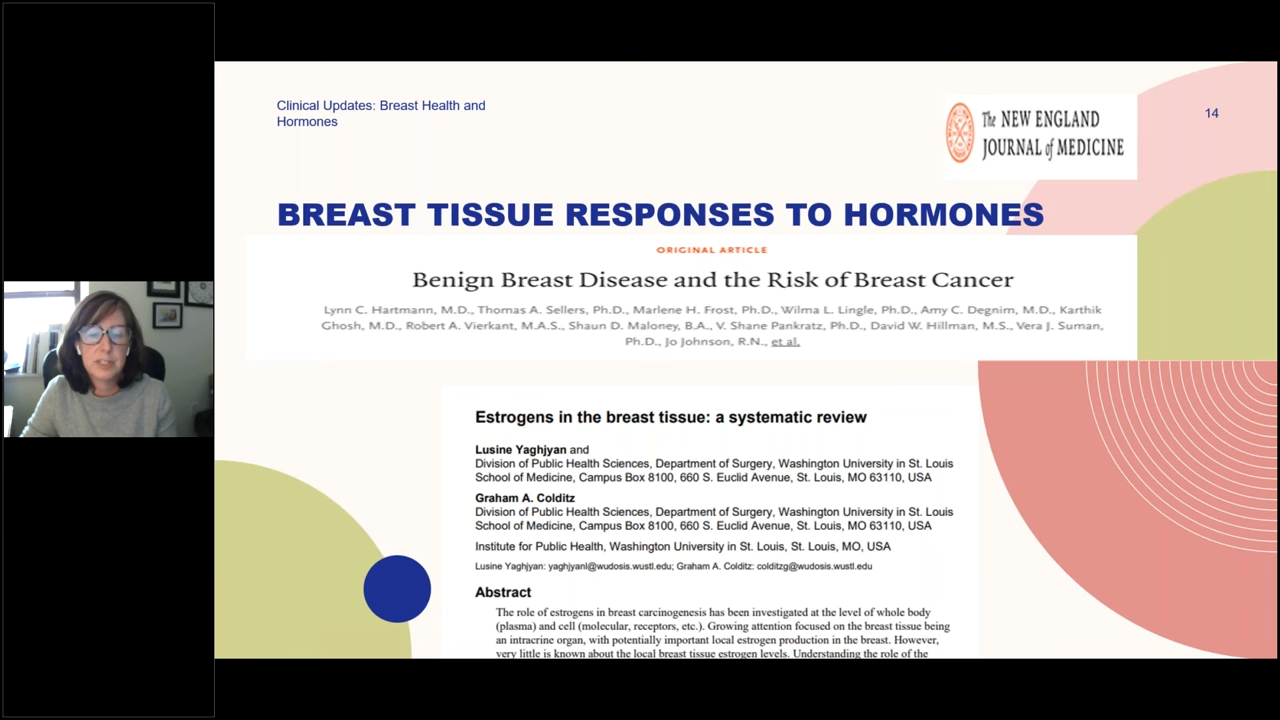 Clinical Updates: Breast Health and
Hormones
The NEW ENGLAND
JOURNAL of MEDICINE
14
BREAST TISSUE RESPONSES TO HORMONES
ORIGINAL ARTICLE
Benign Breast Disease and the Risk of Breast Cancer
Lynn C. Hartmann, M.D., Thomas A. Sellers, Ph.D., Marlene H. Frost, Ph.D., Wilma L. Lingle, Ph.D., Amy C. Degnim, M.D., Karthik
Ghosh, M.D., Robert A. Vierkant, M.A.S., Shaun D. Maloney, B.A., V. Shane Pankratz, Ph.D., David W. Hillman, M.S., Vera J. Suman,
Ph.D., Jo Johnson, R.N., et al.
Estrogens in the breast tissue: a systematic review
Lusine Yaghjyan and
Division of Public Health Sciences, Department of Surgery, Washington University in St. Louis
School of Medicine, Campus Box 8100, 660 S. Euclid Avenue, St. Louis, MO 63110, USA
Graham A. Colditz
Division of Public Health Sciences, Department of Surgery, Washington University in St. Louis
School of Medicine, Campus Box 8100, 660 S. Euclid Avenue, St. Louis, MO 63110, USA
Institute for Public Health, Washington University in St. Louis, St. Louis, MO, USA
Lusine Yaghjyan: yaghjyanl@wudosis.wustl.edu; Graham A. Colditz: colditzg@wudosis.wustl.edu
Abstract
The role of estrogens in breast carcinogenesis has been investigated at the level of whole body
(plasma) and cell (molecular, receptors, etc.). Growing attention focused on the breast tissue being
an intracrine organ, with potentially important local estrogen production in the breast. However,
very little is known about the local breast tissue estrogen levels. Understanding the role of the